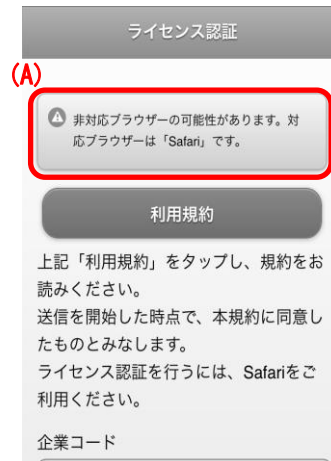 ライセンス認証
(A)
非対応ブラウザーの可能性があります。対
応ブラウザーは「Safari」です。
利用規約
上記「利用規約」をタップし、規約をお
読みください。
送信を開始した時点で、本規約に同意し
たものとみなします。
ライセンス認証を行うには、Safariをご
利用ください。
企業コード